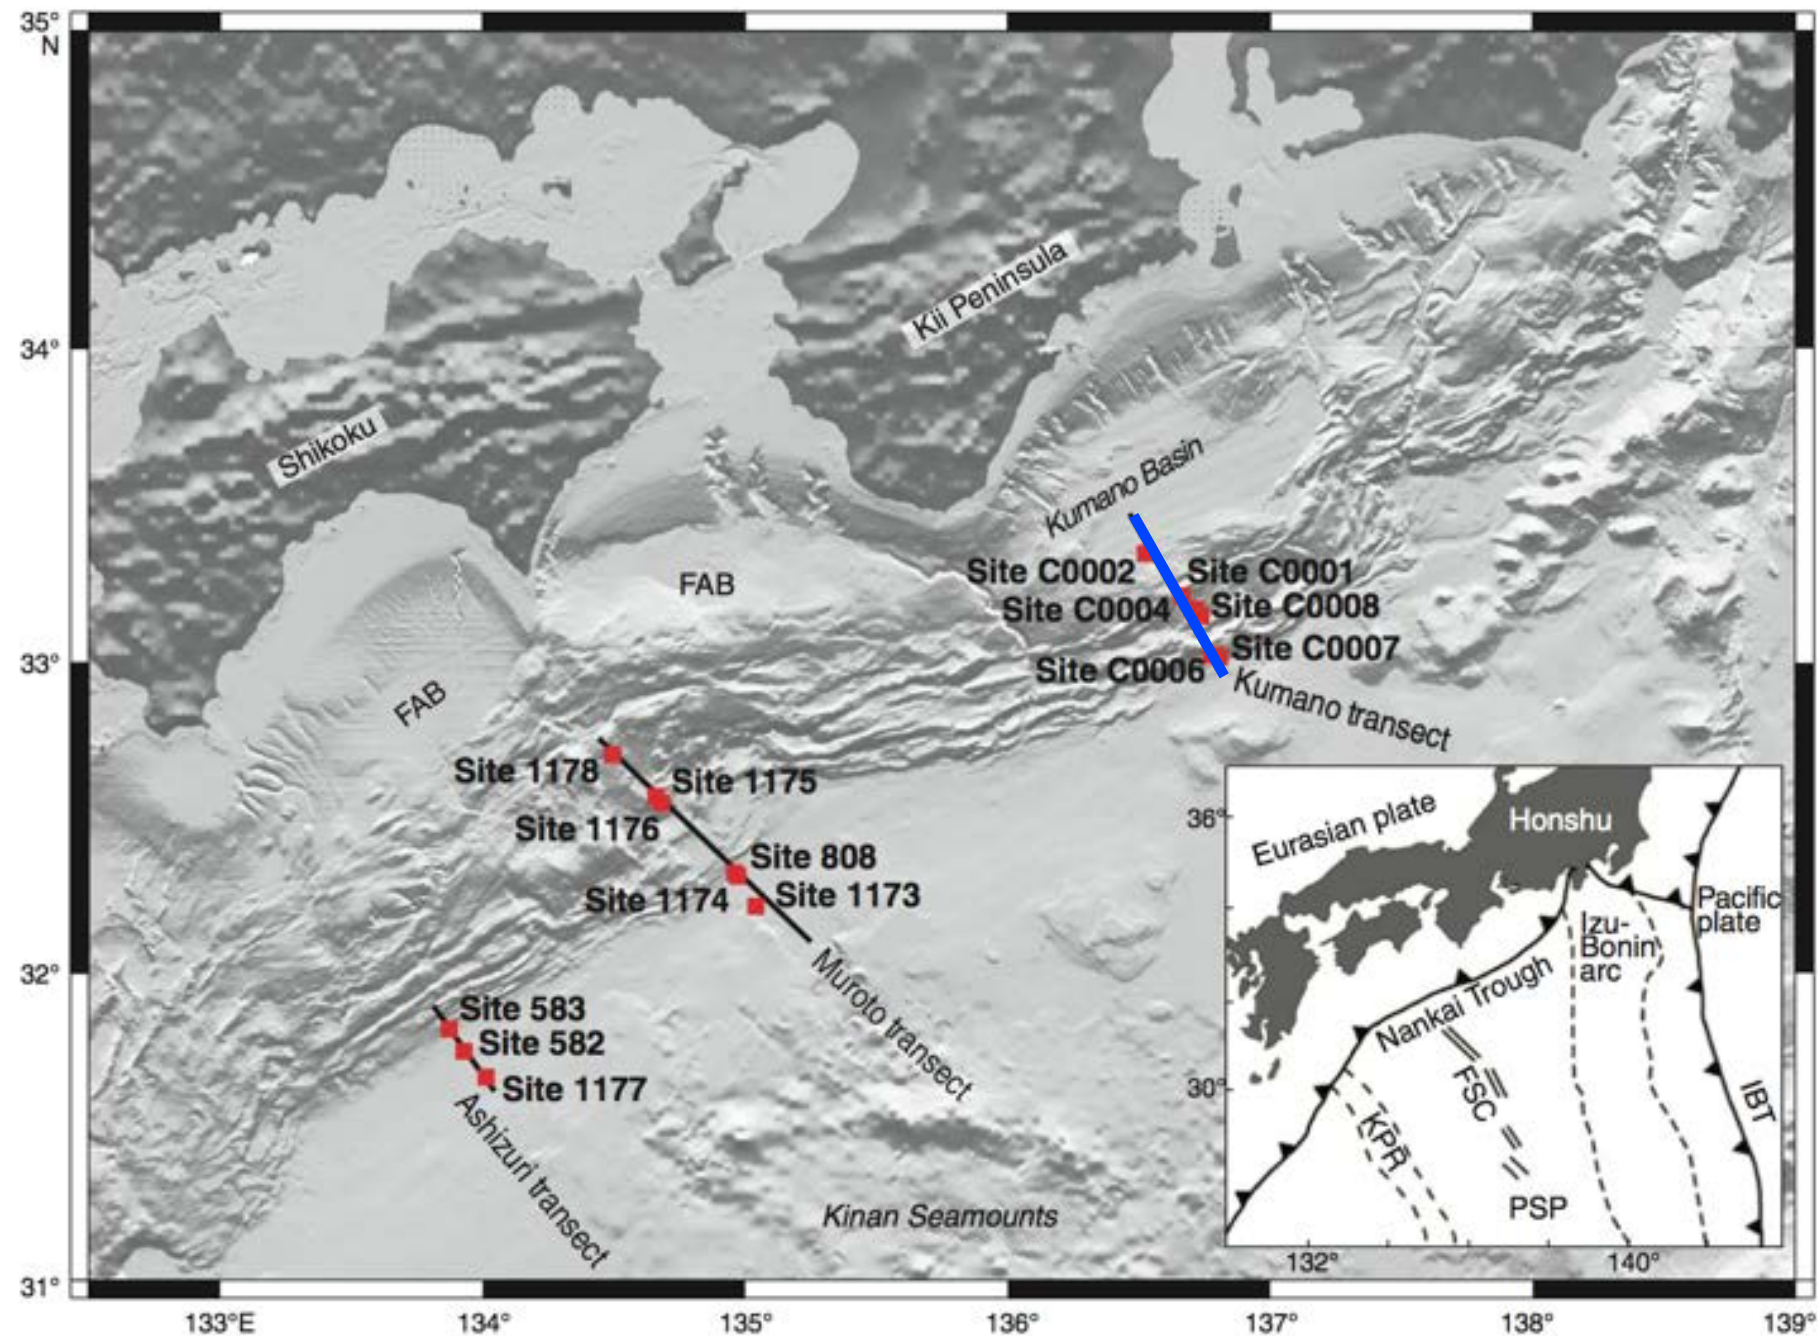 35°
N
34°
33°
32°
31°
133°E
134°
135°
136°
137°
138°
139°
Kii Peninsula
Shikoku
Kumano Basin
FAB
FAB
Site C0002
Site C0001
Site C0004
Site C0008
Site C0007
Site C0006
Kumano transect
Site 1178
Site 1175
Site 1176
Site 808
Site 1174
Site 1173
Muroto transect
Site 583
Site 582
Site 1177
Ashizuri transect
Kinan Seamounts
36°
30°
132°
140°
Eurasian plate
Honshu
Pacific
plate
Izu-
Bonin
arc
Nankai Trough
FSC
KPR
PSP
IBT